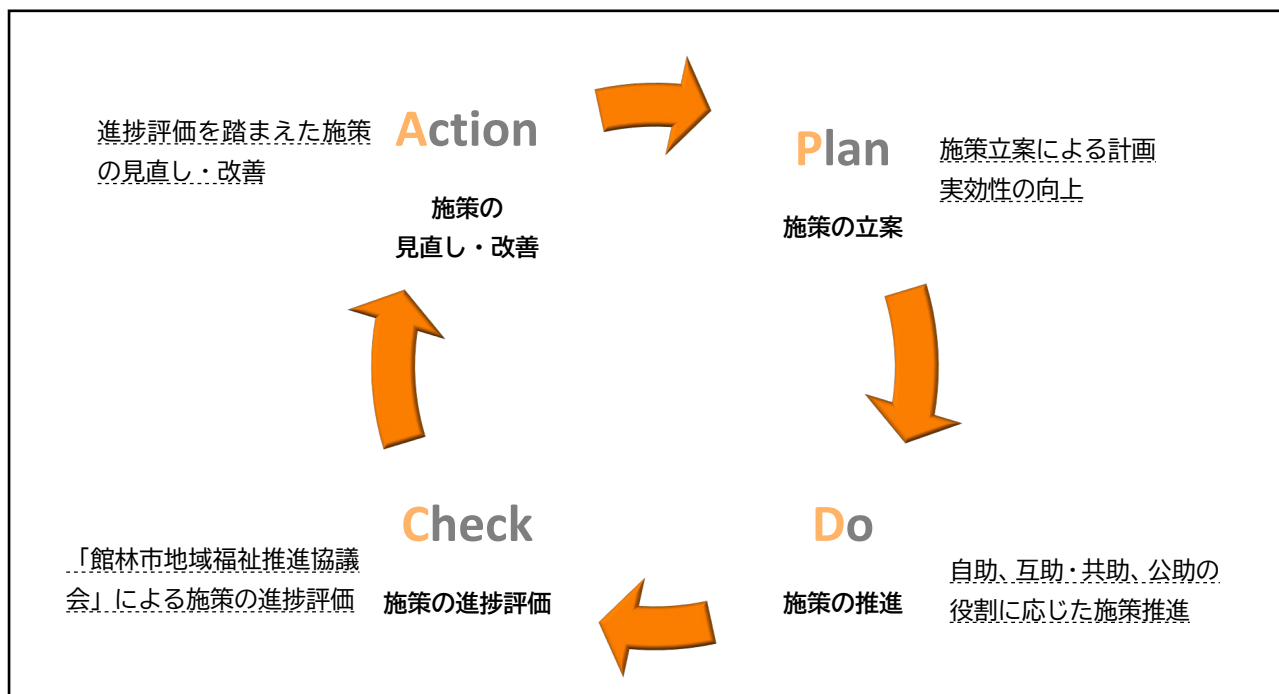 進捗評価を踏まえた施策
の見直し・改善
Action
施策の
見直し・改善
Plan
施策の立案
施策立案による計画
実効性の向上
「館林市地域福祉推進協議
会」による施策の進捗評価
Check
施策の進捗評価
Do
施策の推進
自助、互助・共助、公助の
役割に応じた施策推進